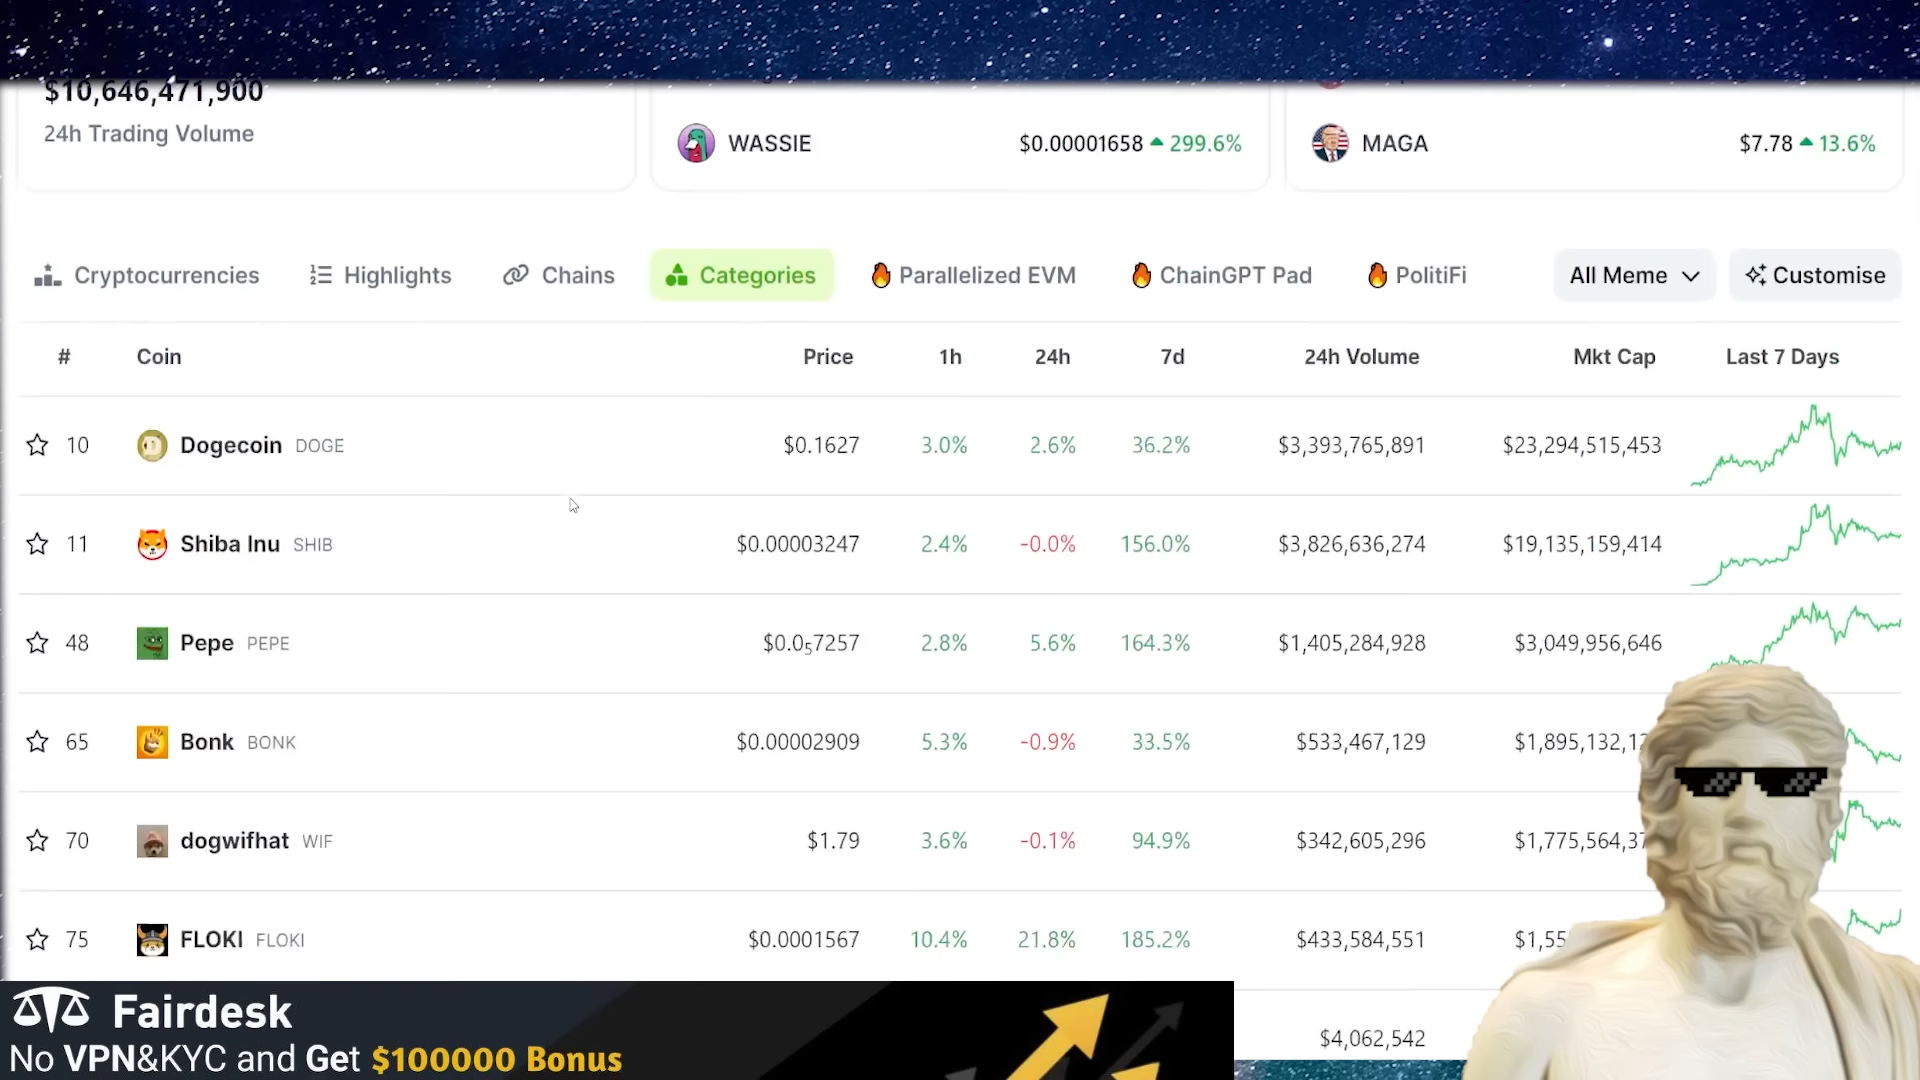 $10,646,471,900
24h Trading Volume
WASSIE $0.00001658 299.6%
MAGA $7.78 13.6%
Cryptocurrencies Highlights Chains Categories Parallelized EVM ChainGPT Pad PolitiFi All Meme Customise
# Coin Price 1h 24h 7d 24h Volume Mkt Cap Last 7 Days
10 Dogecoin DOGE $0.1627 3.0% 2.6% 36.2% $3,393,765,891 $23,294,515,453
11 Shiba Inu SHIB $0.00003247 2.4% -0.0% 156.0% $3,826,636,274 $19,135,159,414
48 Pepe PEPE $0.0₅7257 2.8% 5.6% 164.3% $1,405,284,928 $3,049,956,646
65 Bonk BONK $0.00002909 5.3% -0.9% 33.5% $533,467,129
70 dogwifhat WIF $1.79 3.6% -0.1% 94.9% $342,605,296
75 FLOKI FLOKI $0.0001567 10.4% 21.8% 185.2% $433,584,551
$4,062,542
Fairdesk
No VPN&KYC and Get $100000 Bonus